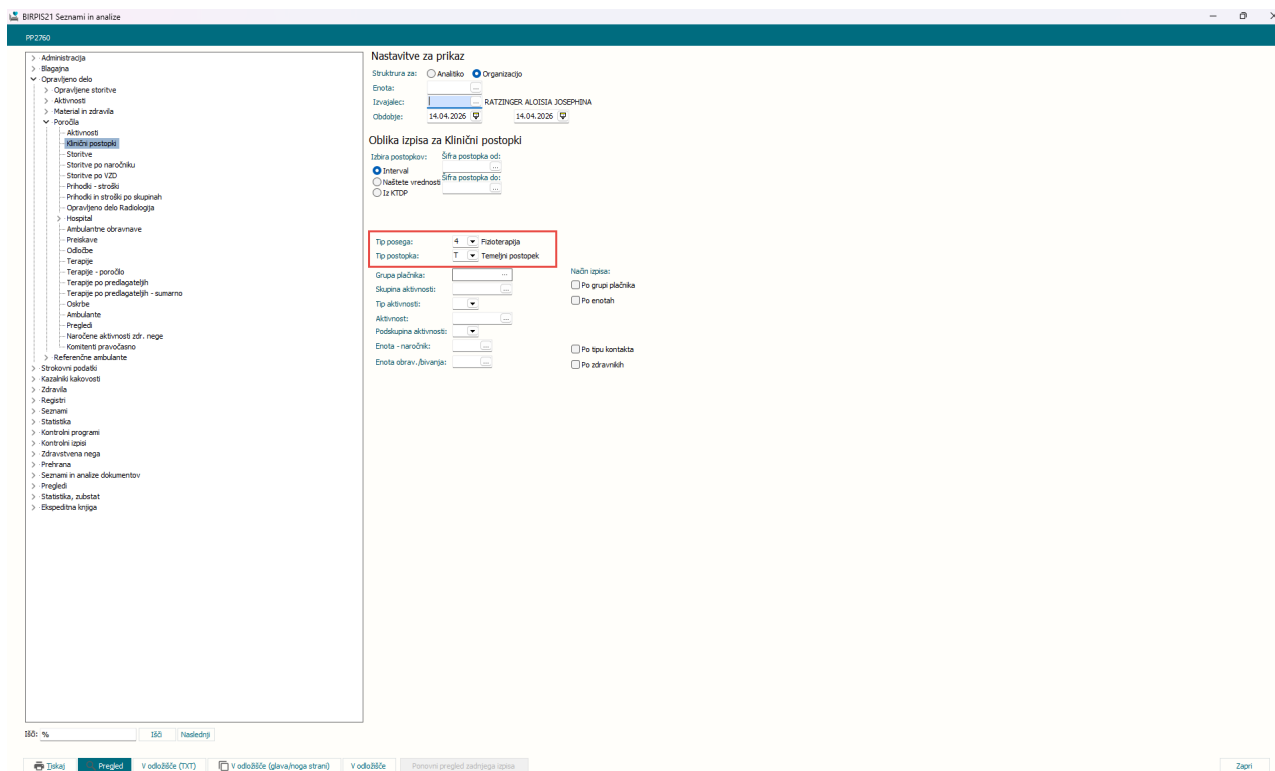 BIRPIS21 Seznami in analize
PP2760
Administracija
Blagajna
Opravljeno delo
Opravljene storitve
Aktivnosti
Material in zdravila
Poročila
Aktivnosti
Klinični postopki
Storitve
Storitve po naročniku
Storitve po VZD
Prihodki - stroški
Prihodki in stroški po skupinah
Opravljeno delo Radiologija
Hospital
Ambulantne obravnave
Preiskave
Odločbe
Terapije
Terapije - poročilo
Terapije po predlagateljih
Terapije po predlagateljih - sumarno
Oskrbe
Ambulante
Pregledi
Naročene aktivnosti zdr. nege
Komitenti pravočasno
Referenčne ambulante
Strokovni podatki
Kazalniki kakovosti
Zdravila
Registri
Seznami
Statistika
Kontrolni programi
Kontrolni izpisi
Zdravstvena nega
Prehrana
Seznami in analize dokumentov
Pregledi
Statistika, zubstat
Ekspeditna knjiga
Nastavitve za prikaz
Struktura za: Analitiko Organizacijo
Enota: ...
Izvajalec: ... RATZINGER ALOISIA JOSEPHINA
Obdobje: 14.04.2026 14.04.2026
Oblika izpisa za Klinični postopki
Izbira postopkov: Šifra postopka od:
Interval ...
Naštete vrednosti Šifra postopka do:
Iz KTDP ...
Tip posega: 4 Fizioterapija
Tip postopka: T Temeljni postopek
Grupa plačnika: ... Način izpisa:
Skupina aktivnosti: ... Po grupi plačnika
Tip aktivnosti: Po enotah
Aktivnost: ...
Podskupina aktivnosti:
Enota - naročnik: ... Po tipu kontakta
Enota obrav./bivanja: ... Po zdravnikih
Išči: % Išči Naslednji
Tiskaj Pregled V odložišče (TXT) V odložišče (glava/noga strani) V odložišče Ponovni pregled zadnjega izpisa Zapri